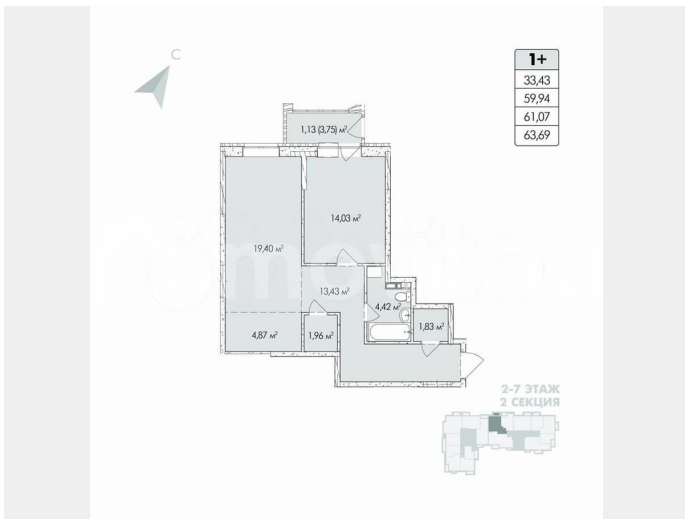 С
1+
33,43
59,94
61,07
63,69
1,13 (3,75) м²
14,03 м²
19,40 м²
13,43 м²
4,42 м²
1,83 м²
4,87 м²
1,96 м²
2-7 ЭТАЖ
2 СЕКЦИЯ